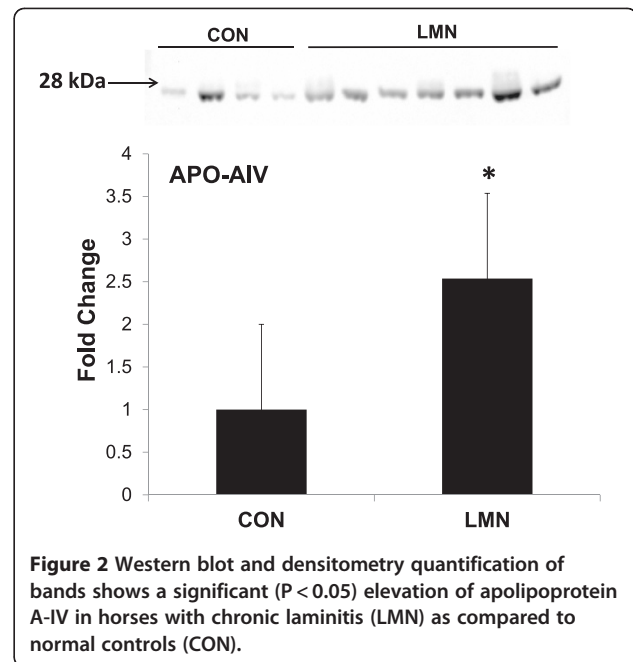 CON LMN
28 kDa
4
APO-AIV *
3.5
3
2.5
2
1.5
1
0.5
0
Fold Change
CON LMN
Figure 2 Western blot and densitometry quantification of
bands shows a significant (P < 0.05) elevation of apolipoprotein
A-IV in horses with chronic laminitis (LMN) as compared to
normal controls (CON).